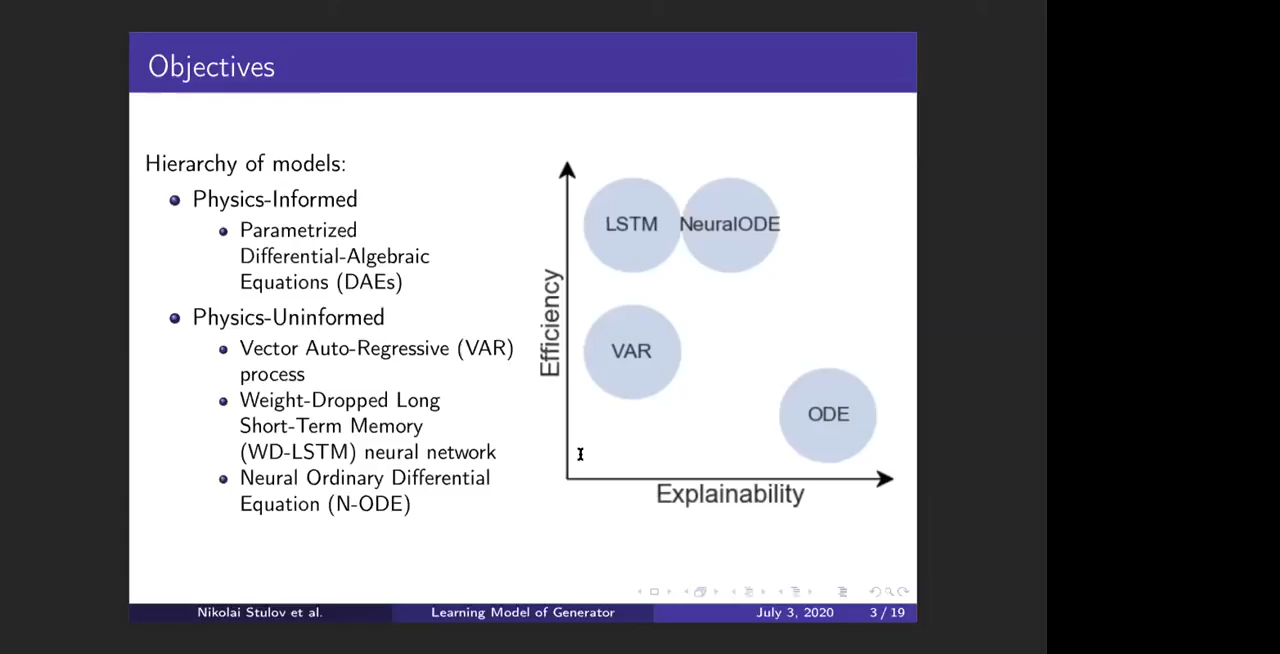 Objectives
Hierarchy of models:
Physics-Informed
Parametrized
Differential-Algebraic
Equations (DAEs)
Physics-Uninformed
Vector Auto-Regressive (VAR)
process
Weight-Dropped Long
Short-Term Memory
(WD-LSTM) neural network
Neural Ordinary Differential
Equation (N-ODE)
Efficiency
LSTM
NeuralODE
VAR
ODE
Explainability
Nikolai Stulov et al.
Learning Model of Generator
July 3, 2020
3 / 19